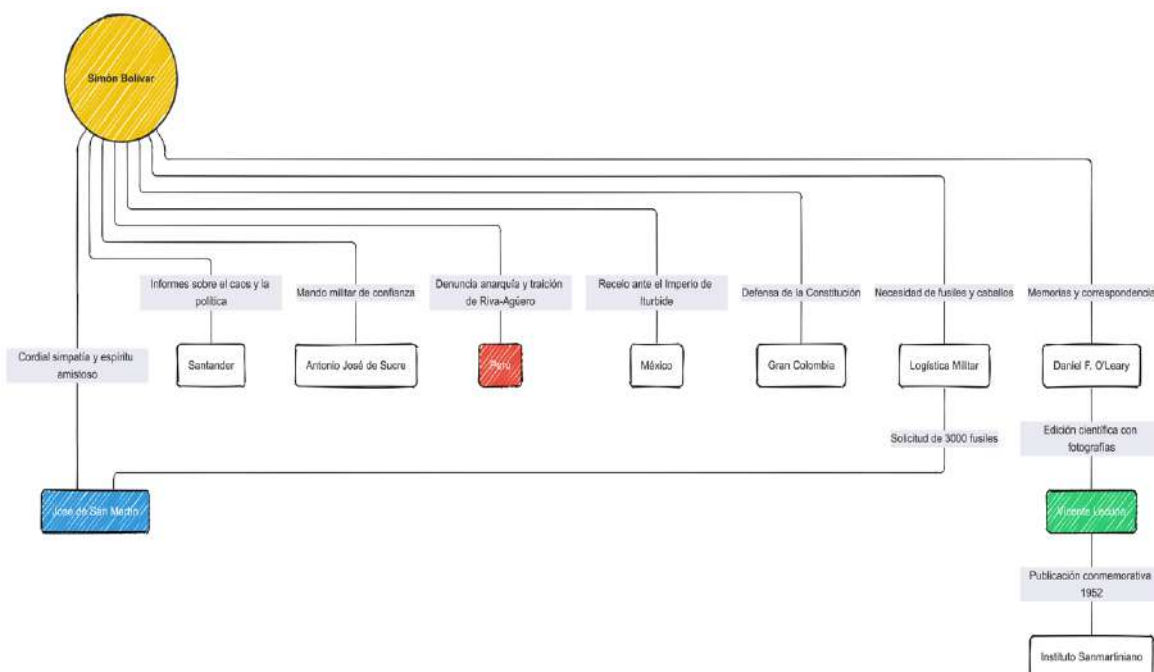 Simón Bolívar
Informes sobre el caos y la
política
Mando militar de confianza
Denuncia anarquía y traición
de Riva-Agüero
Recelo ante el Imperio de
Iturbide
Defensa de la Constitución
Necesidad de fusiles y caballos
Memorias y correspondencia
Cordial simpatía y espíritu
amistoso
Santander
Antonio José de Sucre
Perú
México
Gran Colombia
Logística Militar
Daniel F. O'Leary
Solicitud de 3000 fusiles
Edición científica con
fotografías
José de San Martín
Vicente Lecuna
Publicación conmemorativa
1952
Instituto Sanmartiniano